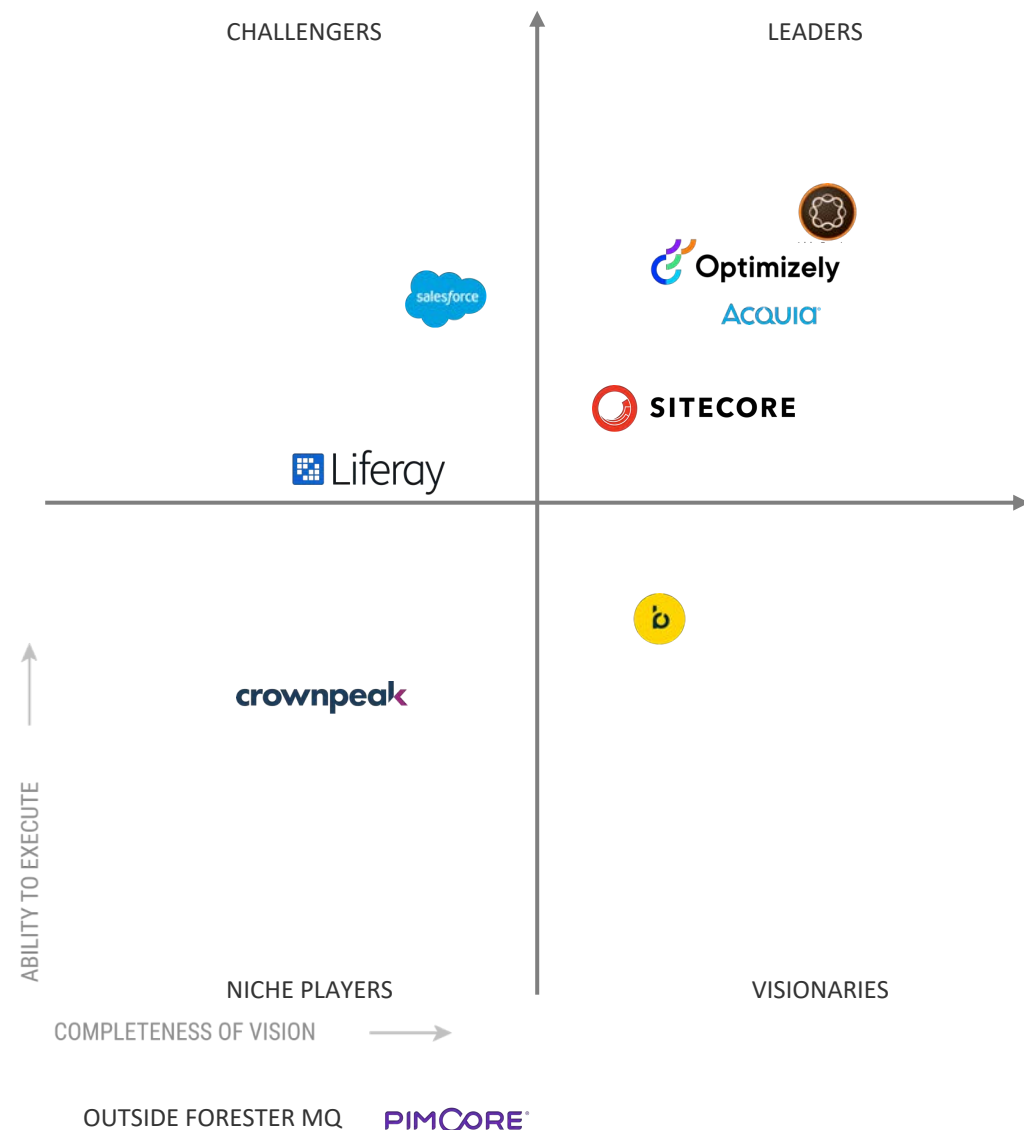 CHALLENGERS
LEADERS
Optimizely
salesforce
ACQUIA
SITECORE
Liferay
b
crownpeak
ABILITY TO EXECUTE
NICHE PLAYERS
VISIONARIES
COMPLETENESS OF VISION
OUTSIDE FORESTER MQ PIMCORE